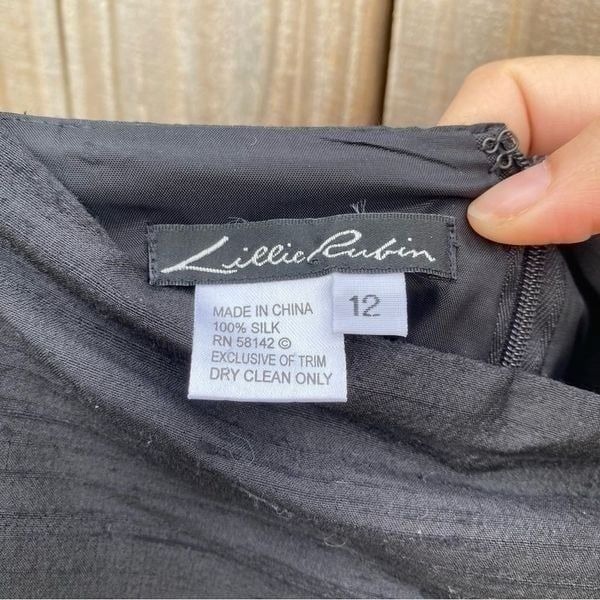 Lillie Rubin
12
MADE IN CHINA
100% SILK
RN 58142 ©
EXCLUSIVE OF TRIM
DRY CLEAN ONLY